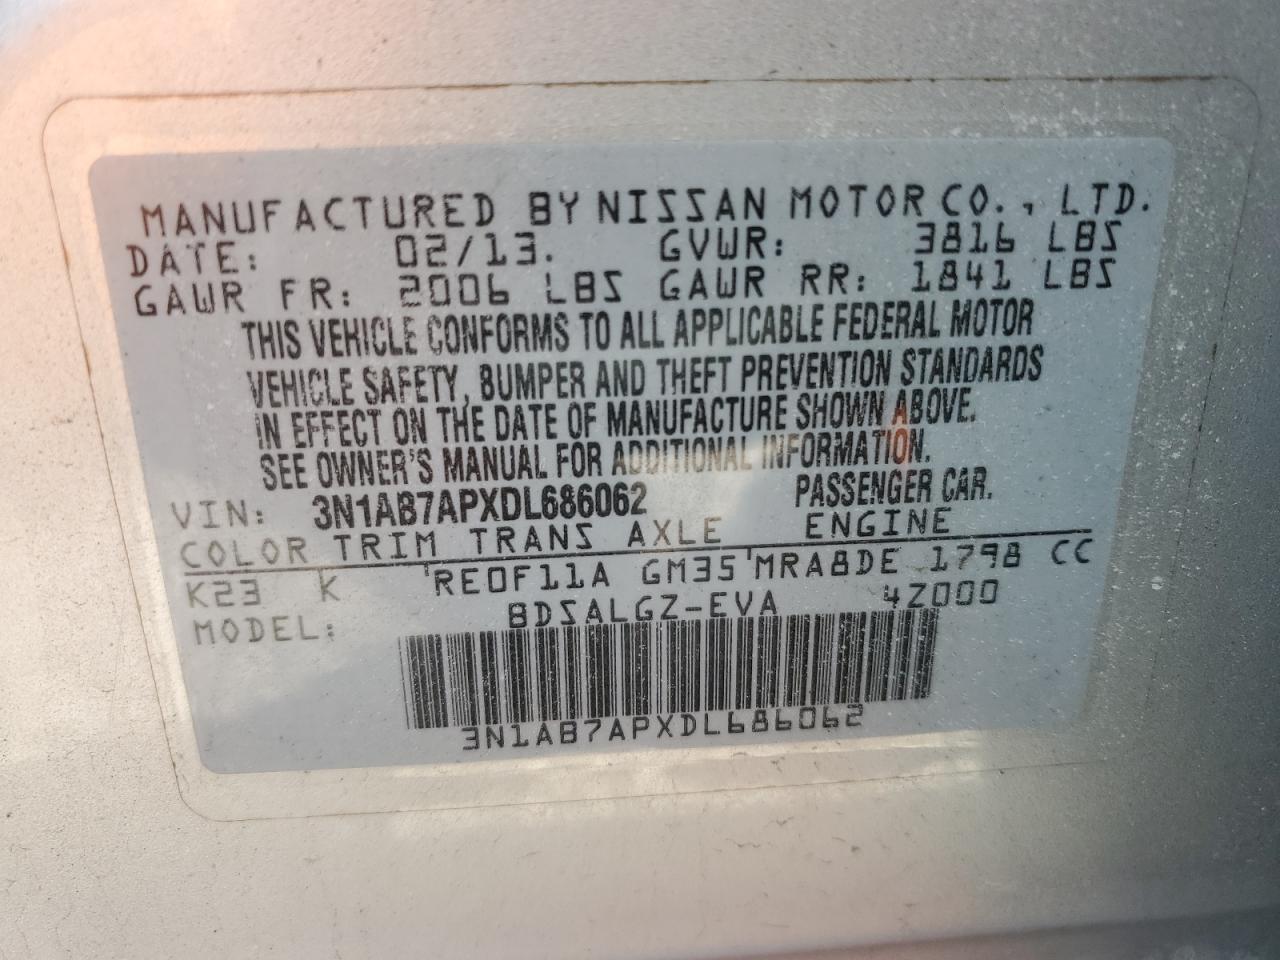 MANUFACTURED BY NISSAN MOTOR CO., LTD.
DATE: 02/13. GVWR: 3816 LBS
GAWR FR: 2006 LBS GAWR RR: 1841 LBS
THIS VEHICLE CONFORMS TO ALL APPLICABLE FEDERAL MOTOR
VEHICLE SAFETY, BUMPER AND THEFT PREVENTION STANDARDS
IN EFFECT ON THE DATE OF MANUFACTURE SHOWN ABOVE.
SEE OWNER'S MANUAL FOR ADDITIONAL INFORMATION.
VIN: 3N1AB7APXDL686062 PASSENGER CAR.
COLOR TRIM TRANS AXLE ENGINE
K23 K RE0F11A GM35 MRA8DE 1798 CC
MODEL: BDSALGZ-EVA 4Z000
3N1AB7APXDL686062